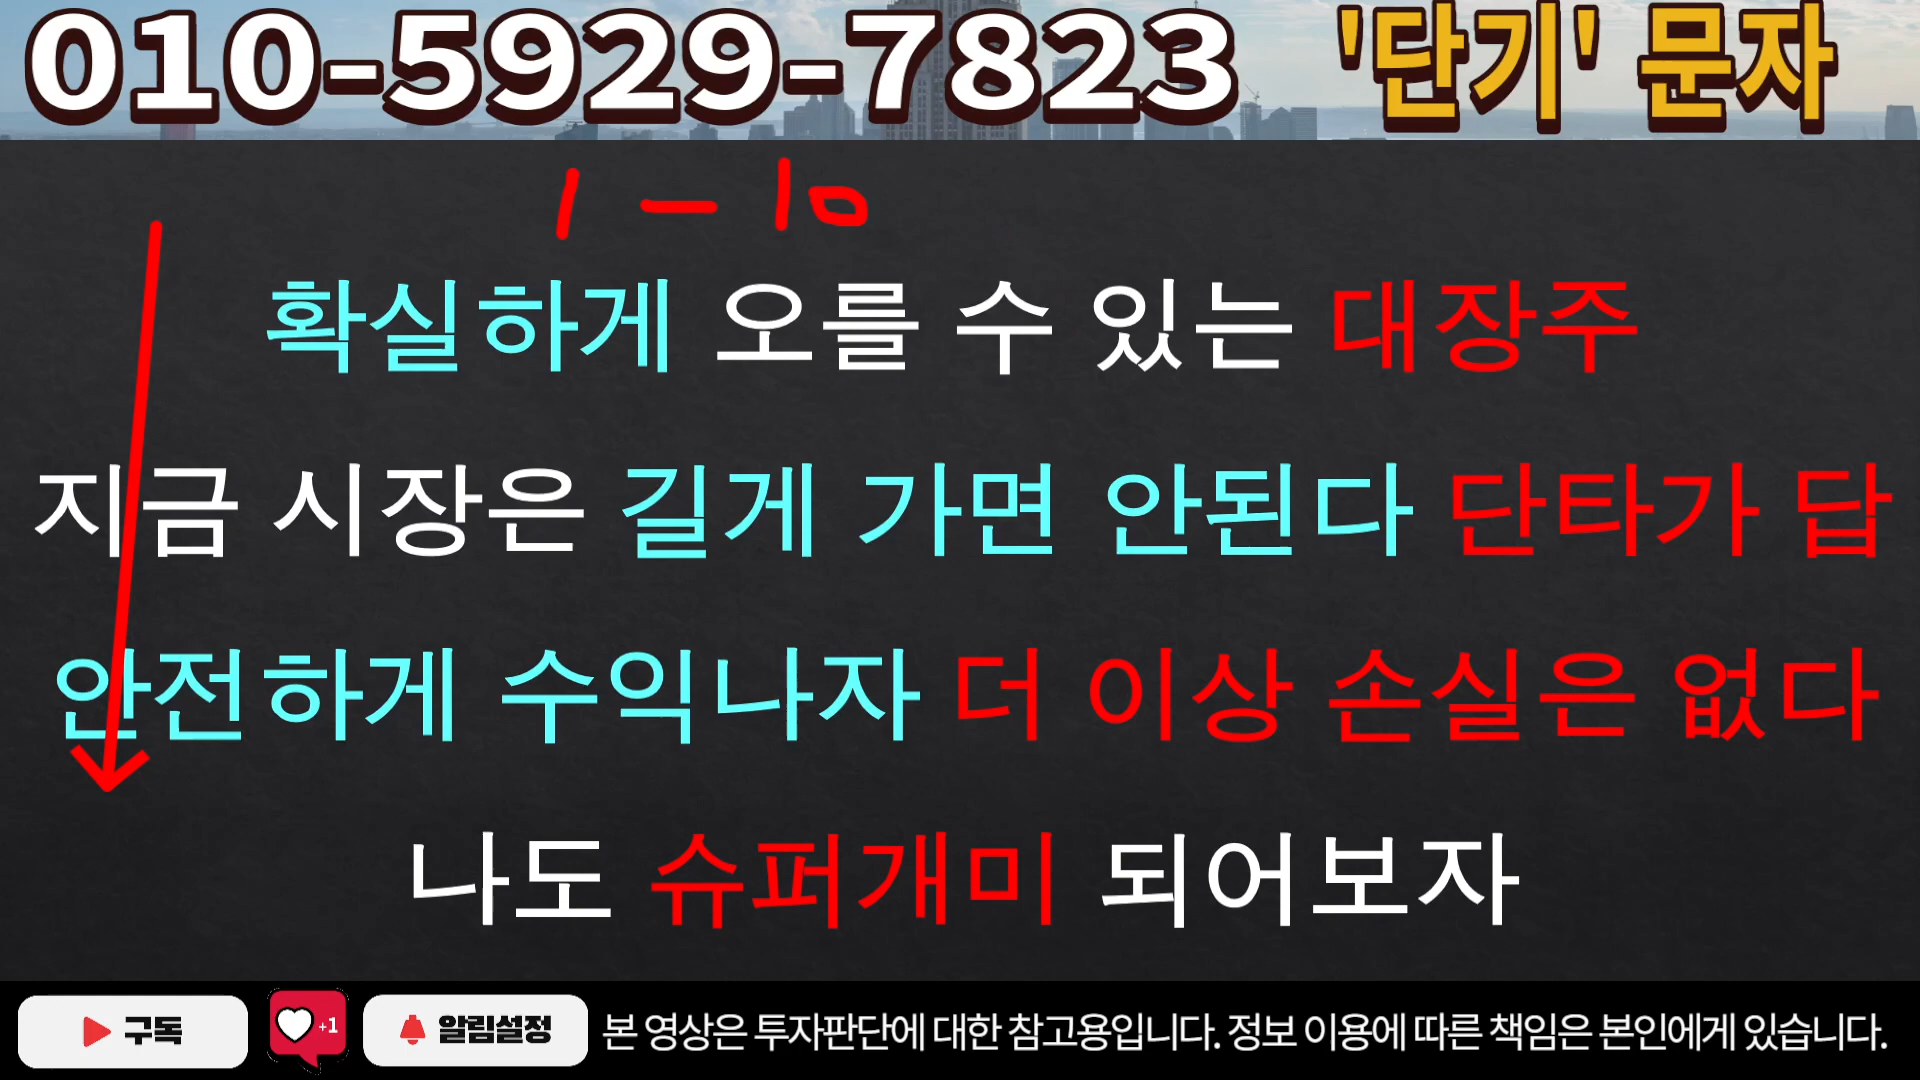 010-5929-7823 '단기' 문자
1 - 10
확실하게 오를 수 있는 대장주
지금 시장은 길게 가면 안된다 단타가 답
안전하게 수익나자 더 이상 손실은 없다
나도 슈퍼개미 되어보자
구독 +1 알림설정 본 영상은 투자판단에 대한 참고용입니다. 정보 이용에 따른 책임은 본인에게 있습니다.